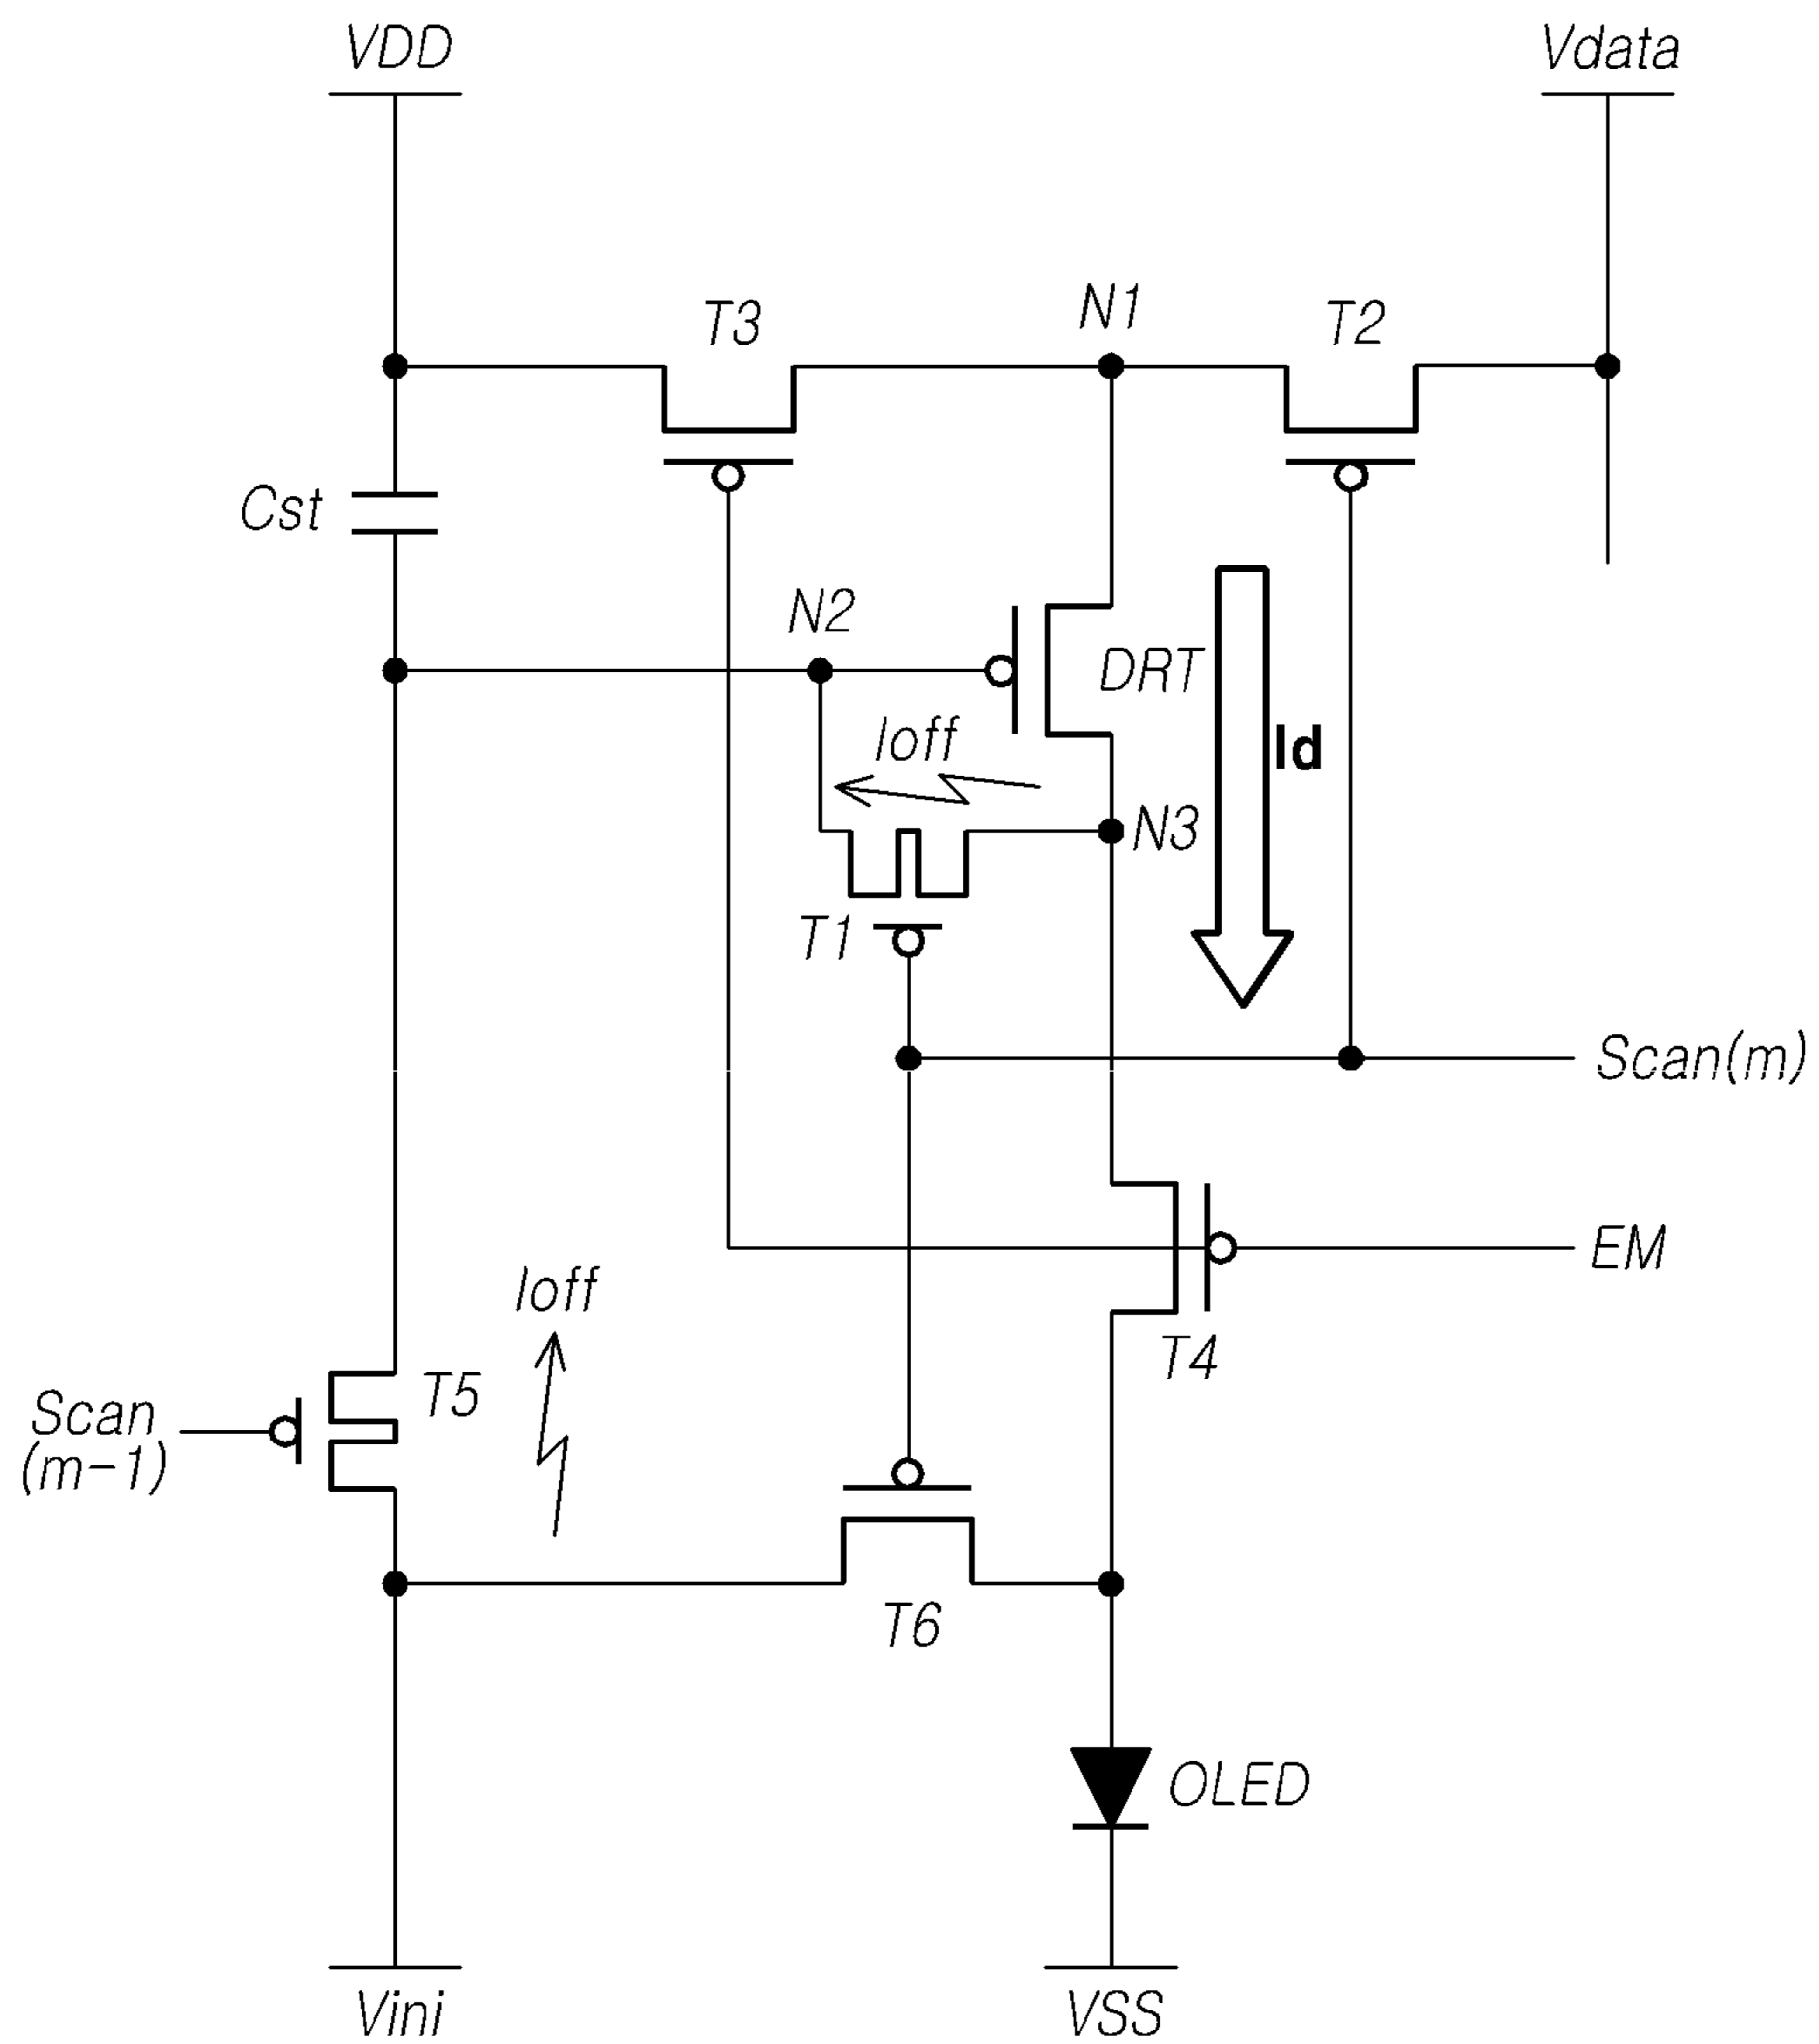 VDD
Vdata
T3
N1
T2
Cst
N2
DRT
Ioff
Id
N3
T1
Scan(m)
EM
Ioff
T4
T5
Scan
(m-1)
T6
OLED
Vini
VSS